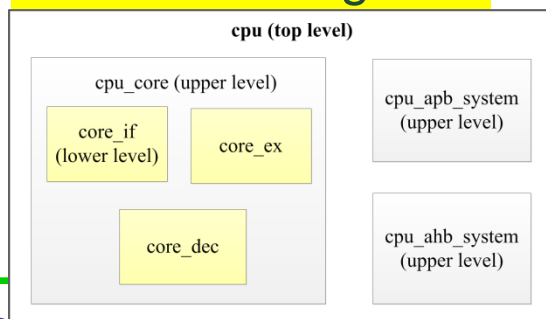 cpu (top level)
cpu_core (upper level)
core_if
(lower level)
core_ex
core_dec
cpu_apb_system
(upper level)
cpu_ahb_system
(upper level)